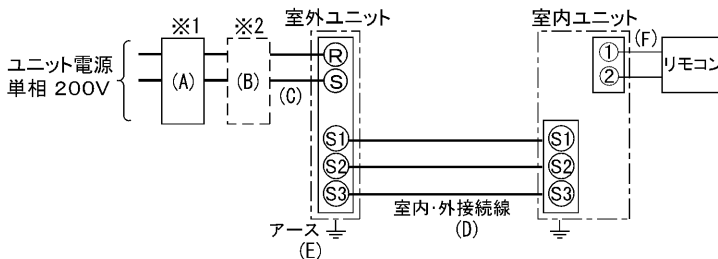 ※1
※2
室外ユニット
室内ユニット
ユニット電源
単相 200V
(A)
(B)
(C)
R
S
①
②
(F)
リモコン
S1
S2
S3
S1
S2
S3
室内・外接続線
(D)
アース
(E)